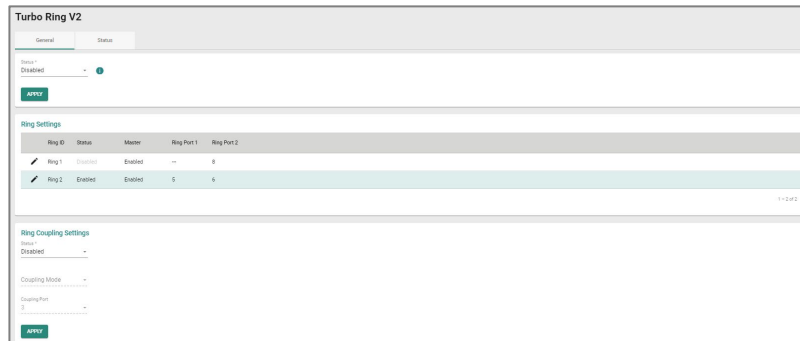 Turbo Ring V2
General Status
Status *
Disabled
APPLY
Ring Settings
Ring ID Status Master Ring Port 1 Ring Port 2
Ring 1 Disabled Enabled -- 8
Ring 2 Enabled Enabled 5 6
1 – 2 of 2
Ring Coupling Settings
Status *
Disabled
Coupling Mode
Coupling Port
3
APPLY